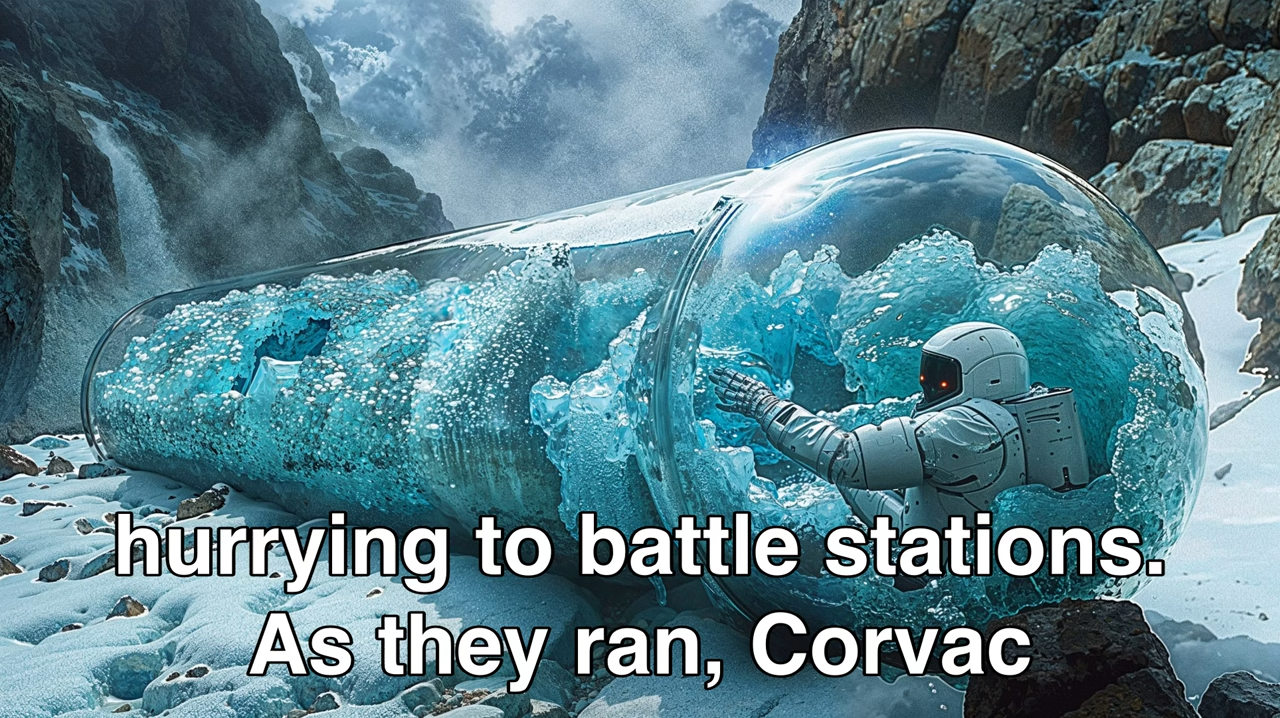 hurrying to battle stations.
As they ran, Corvac